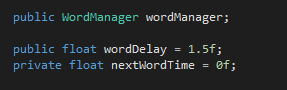 public WordManager wordManager;
public float wordDelay = 1.5f;
private float nextWordTime = 0f;